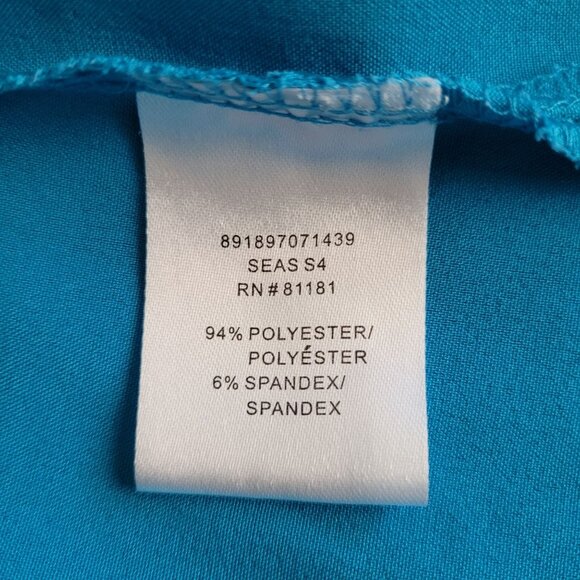 891897071439
SEAS S4
RN # 81181
94% POLYESTER/
POLYÉSTER
6% SPANDEX/
SPANDEX